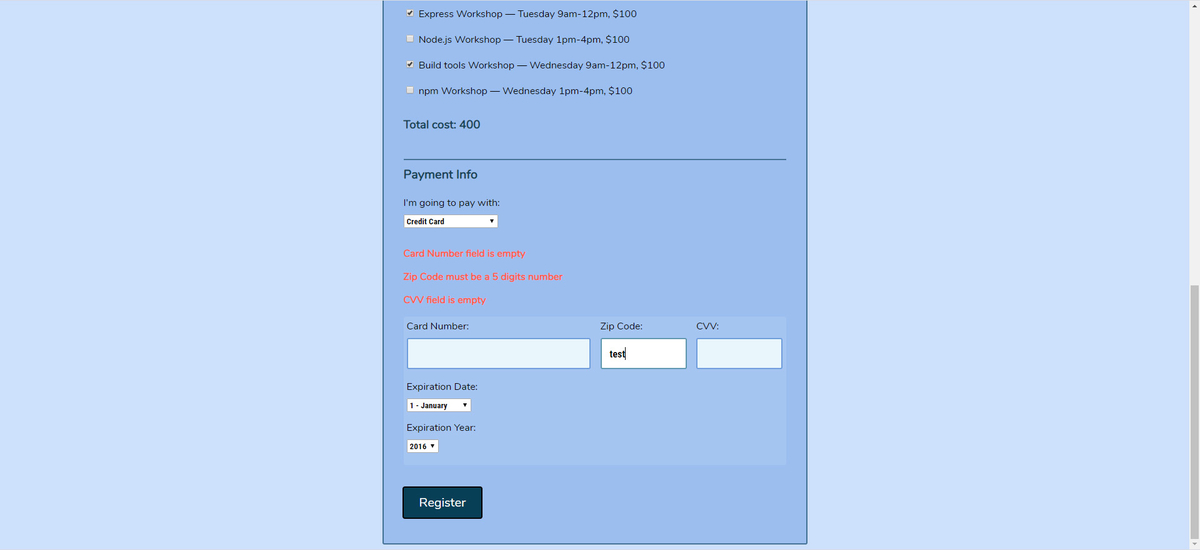 Express Workshop — Tuesday 9am-12pm, $100
Node.js Workshop — Tuesday 1pm-4pm, $100
Build tools Workshop — Wednesday 9am-12pm, $100
npm Workshop — Wednesday 1pm-4pm, $100
Total cost: 400
Payment Info
I'm going to pay with:
Credit Card
Card Number field is empty
Zip Code must be a 5 digits number
CVV field is empty
Card Number: Zip Code: CVV:
test
Expiration Date:
1 - January
Expiration Year:
2016
Register